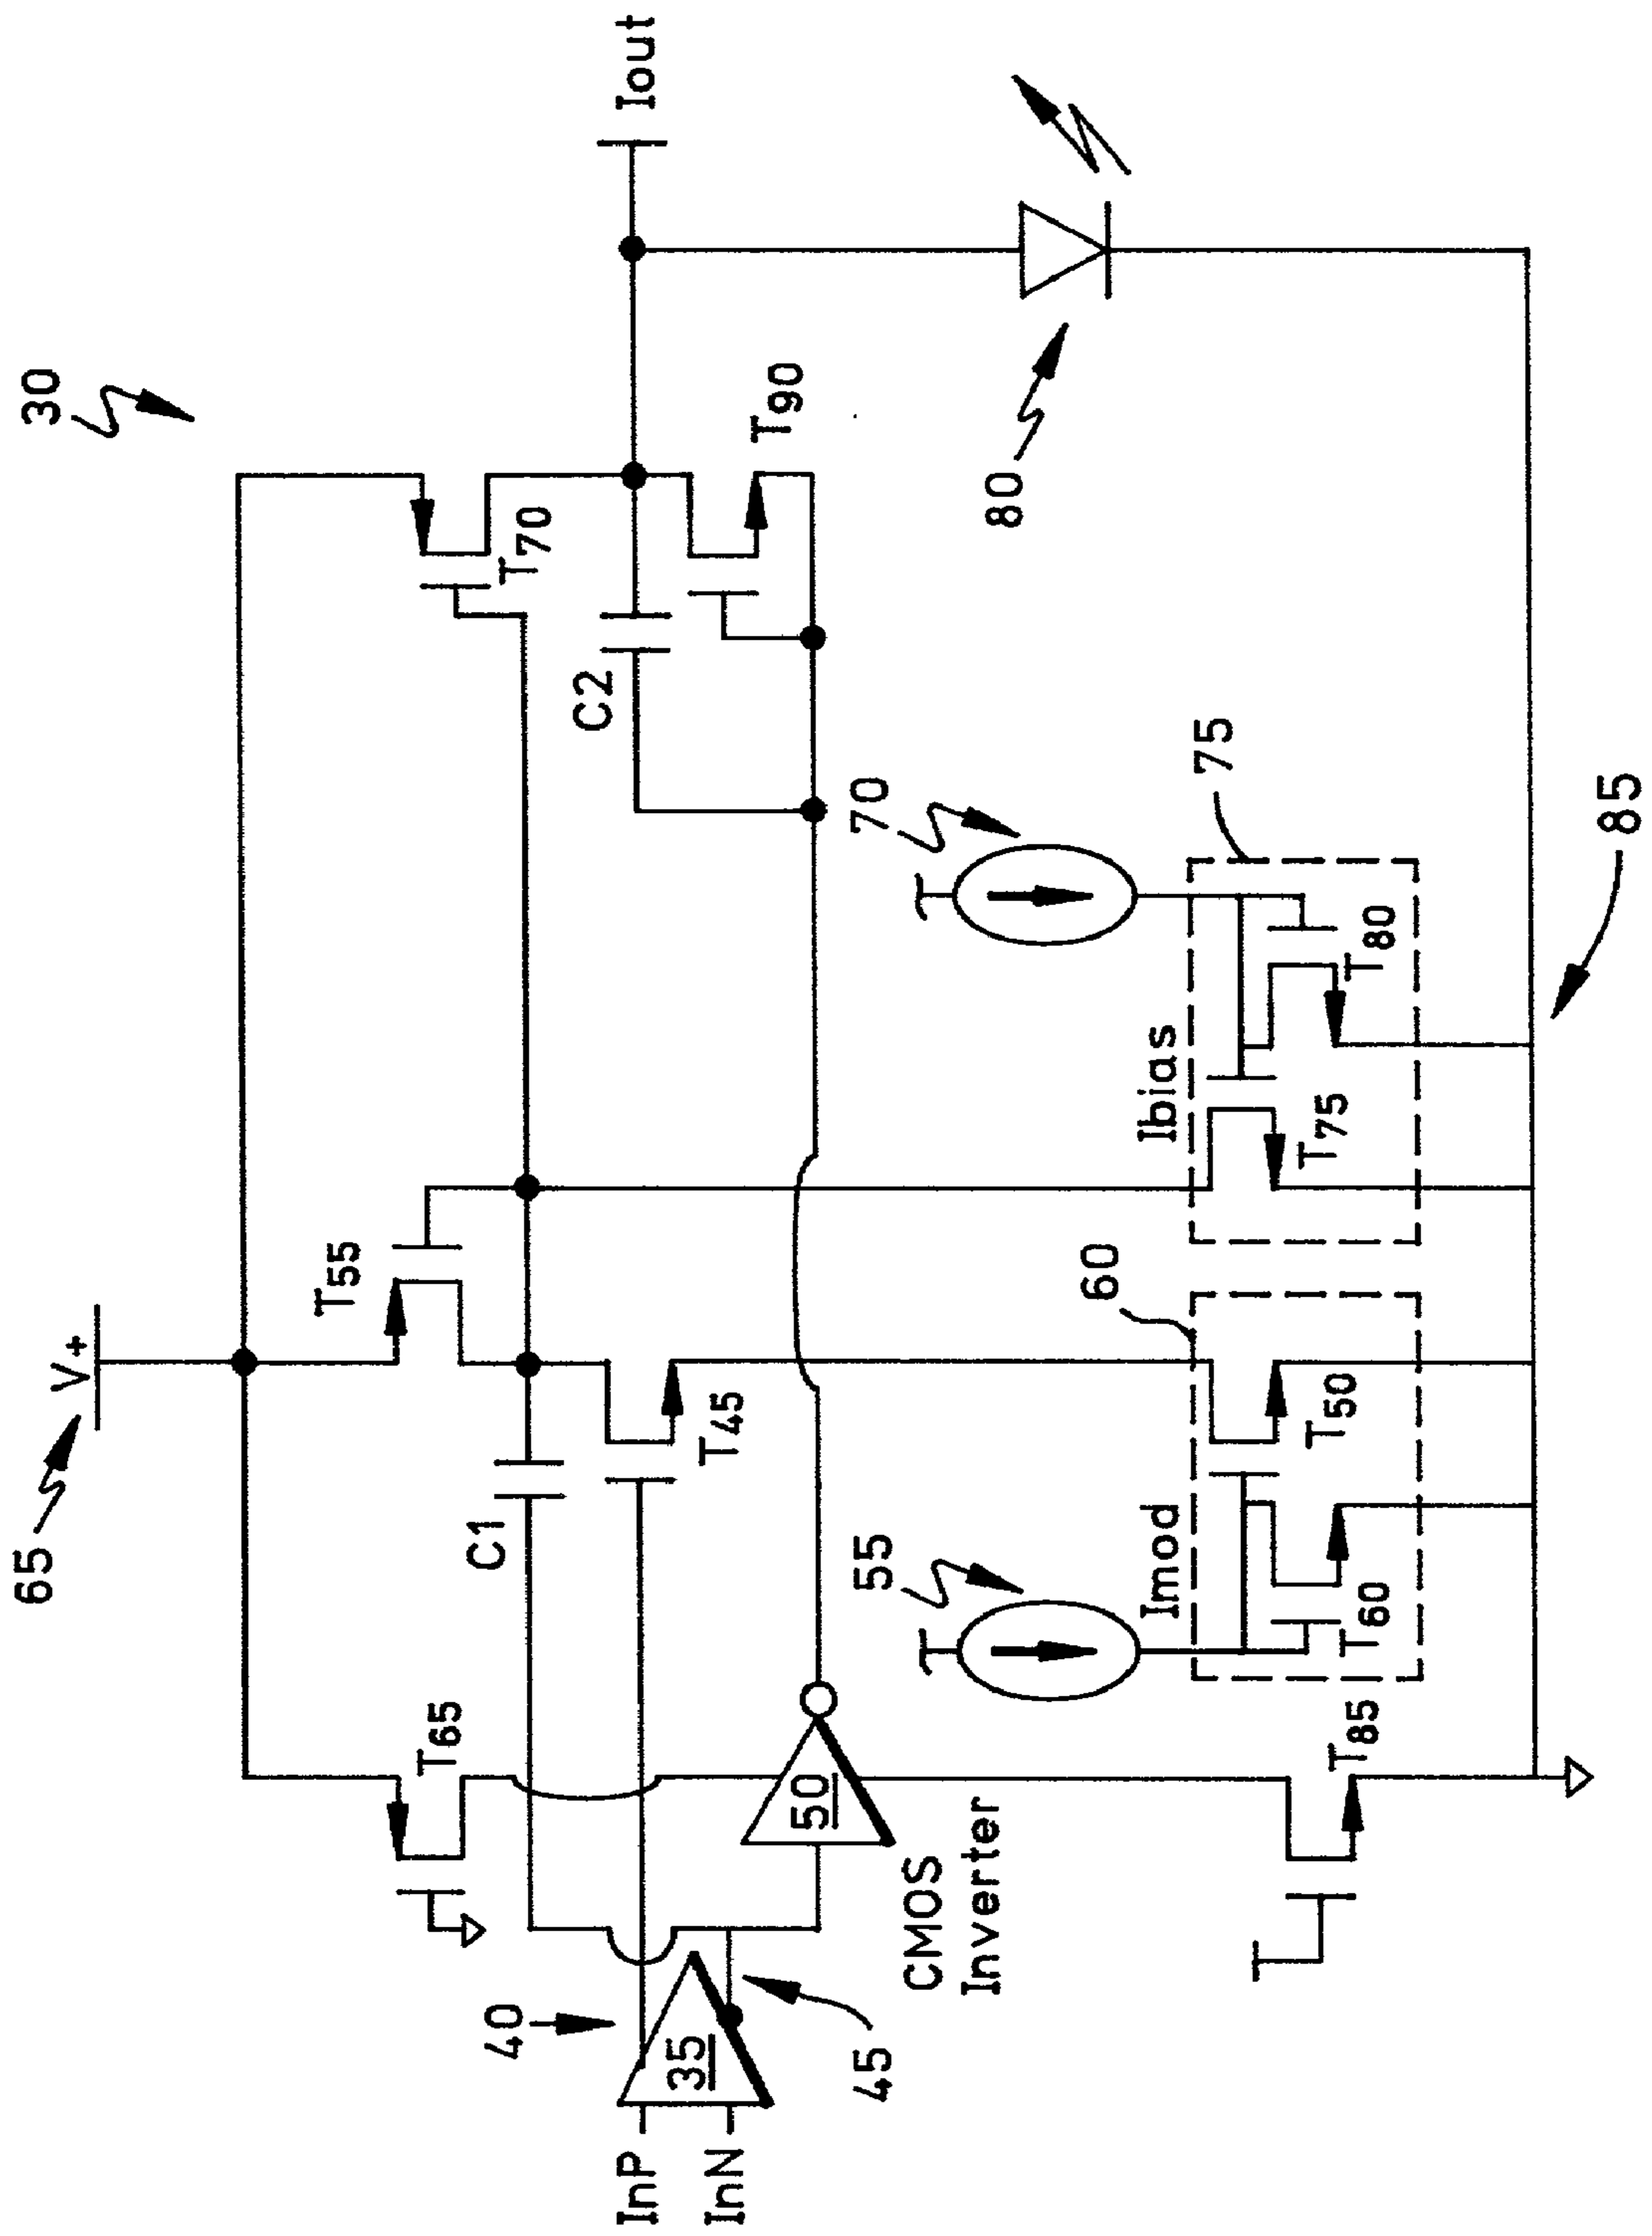 30
65
V+
T65
T55
T70
C1
C2
Iout
40
T45
T90
InP
InN
35
45
50
CMOS
Inverter
55
60
70
75
80
Imod
Ibias
T60
T50
T75
T80
T85
85